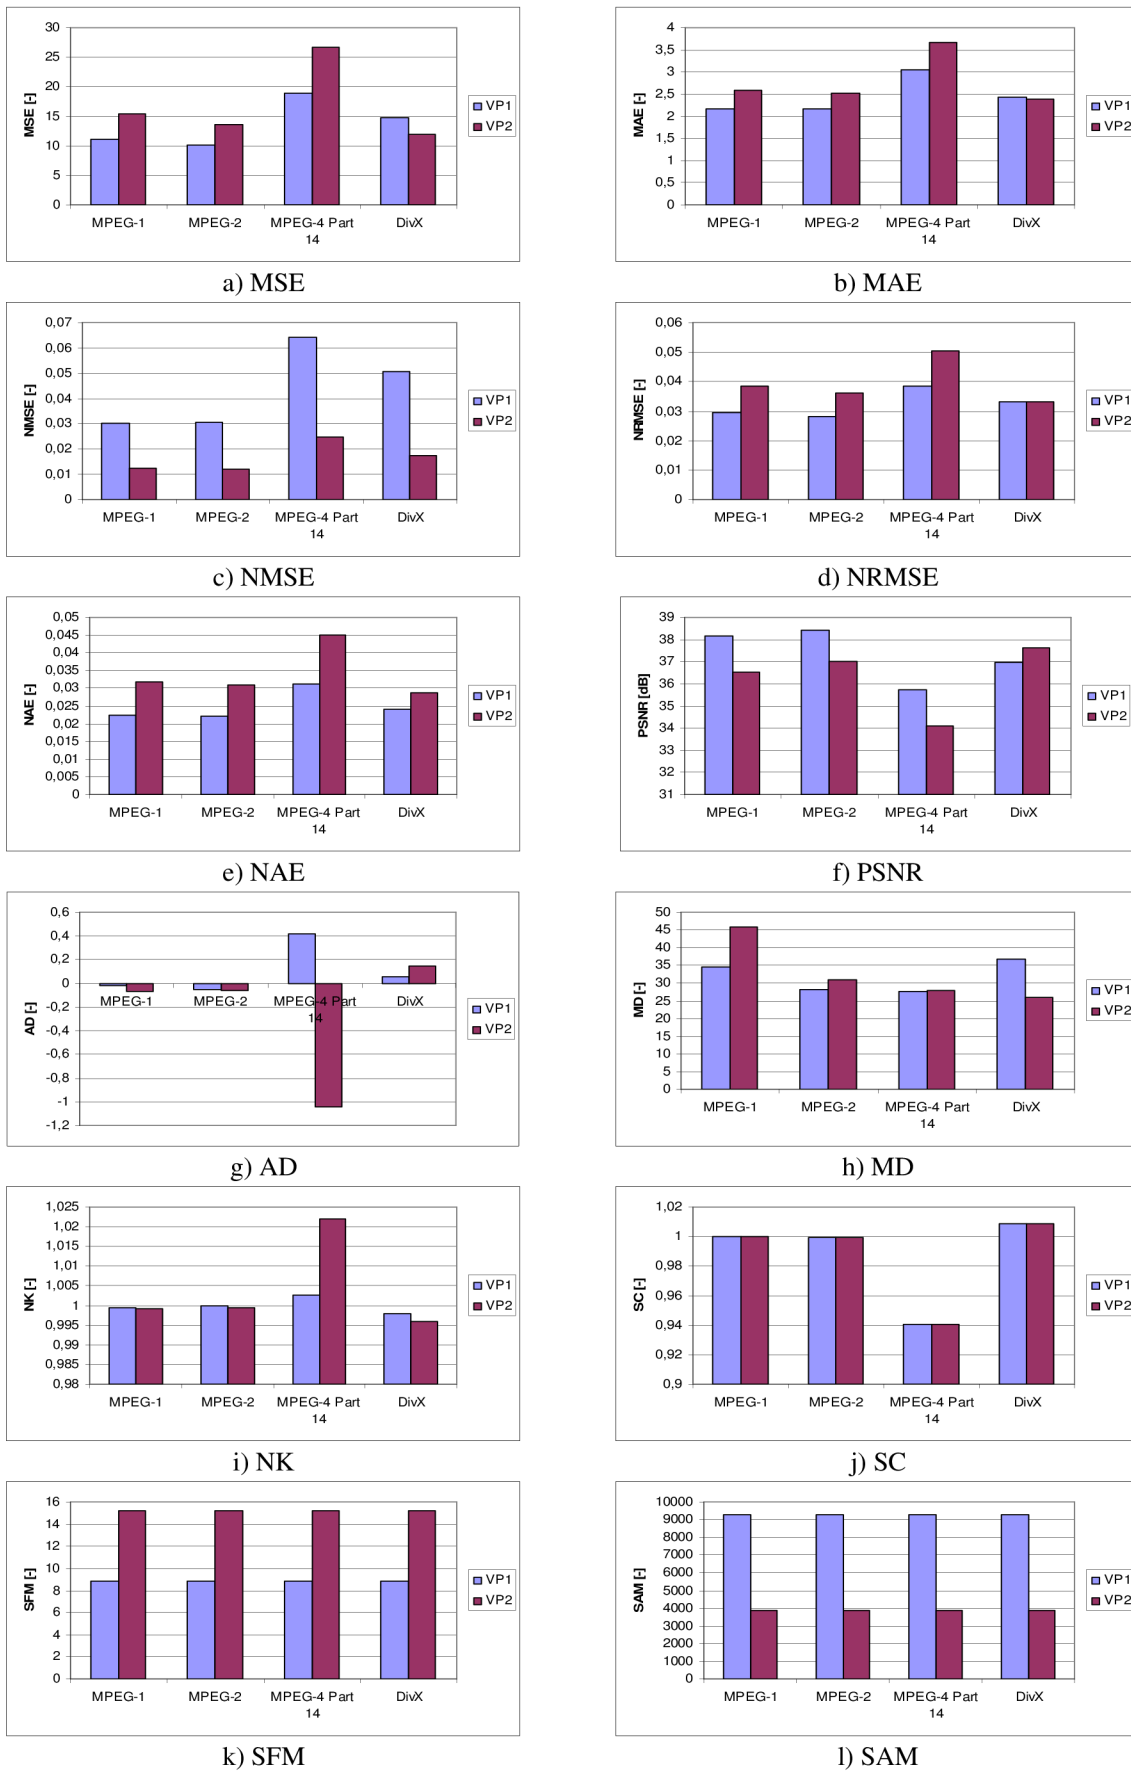 30
25
20
15
10
5
0
MSE [-]
MPEG-1 MPEG-2 MPEG-4 Part 14 DivX
VP1
VP2
a) MSE
4
3,5
3
2,5
2
1,5
1
0,5
0
MAE [-]
MPEG-1 MPEG-2 MPEG-4 Part 14 DivX
VP1
VP2
b) MAE
0,07
0,06
0,05
0,04
0,03
0,02
0,01
0
NMSE [-]
MPEG-1 MPEG-2 MPEG-4 Part 14 DivX
VP1
VP2
c) NMSE
0,06
0,05
0,04
0,03
0,02
0,01
0
NRMSE [-]
MPEG-1 MPEG-2 MPEG-4 Part 14 DivX
VP1
VP2
d) NRMSE
0,05
0,045
0,04
0,035
0,03
0,025
0,02
0,015
0,01
0,005
0
NAE [-]
MPEG-1 MPEG-2 MPEG-4 Part 14 DivX
VP1
VP2
e) NAE
39
38
37
36
35
34
33
32
31
PSNR [dB]
MPEG-1 MPEG-2 MPEG-4 Part 14 DivX
VP1
VP2
f) PSNR
0,6
0,4
0,2
0
-0,2
-0,4
-0,6
-0,8
-1
-1,2
AD [-]
MPEG-1 MPEG-2 MPEG-4 Part 14 DivX
VP1
VP2
g) AD
50
45
40
35
30
25
20
15
10
5
0
MD [-]
MPEG-1 MPEG-2 MPEG-4 Part 14 DivX
VP1
VP2
h) MD
1,025
1,02
1,015
1,01
1,005
1
0,995
0,99
0,985
0,98
NK [-]
MPEG-1 MPEG-2 MPEG-4 Part 14 DivX
VP1
VP2
i) NK
1,02
1
0,98
0,96
0,94
0,92
0,9
SC [-]
MPEG-1 MPEG-2 MPEG-4 Part 14 DivX
VP1
VP2
j) SC
16
14
12
10
8
6
4
2
0
SFM [-]
MPEG-1 MPEG-2 MPEG-4 Part 14 DivX
VP1
VP2
k) SFM
10000
9000
8000
7000
6000
5000
4000
3000
2000
1000
0
SAM [-]
MPEG-1 MPEG-2 MPEG-4 Part 14 DivX
VP1
VP2
l) SAM